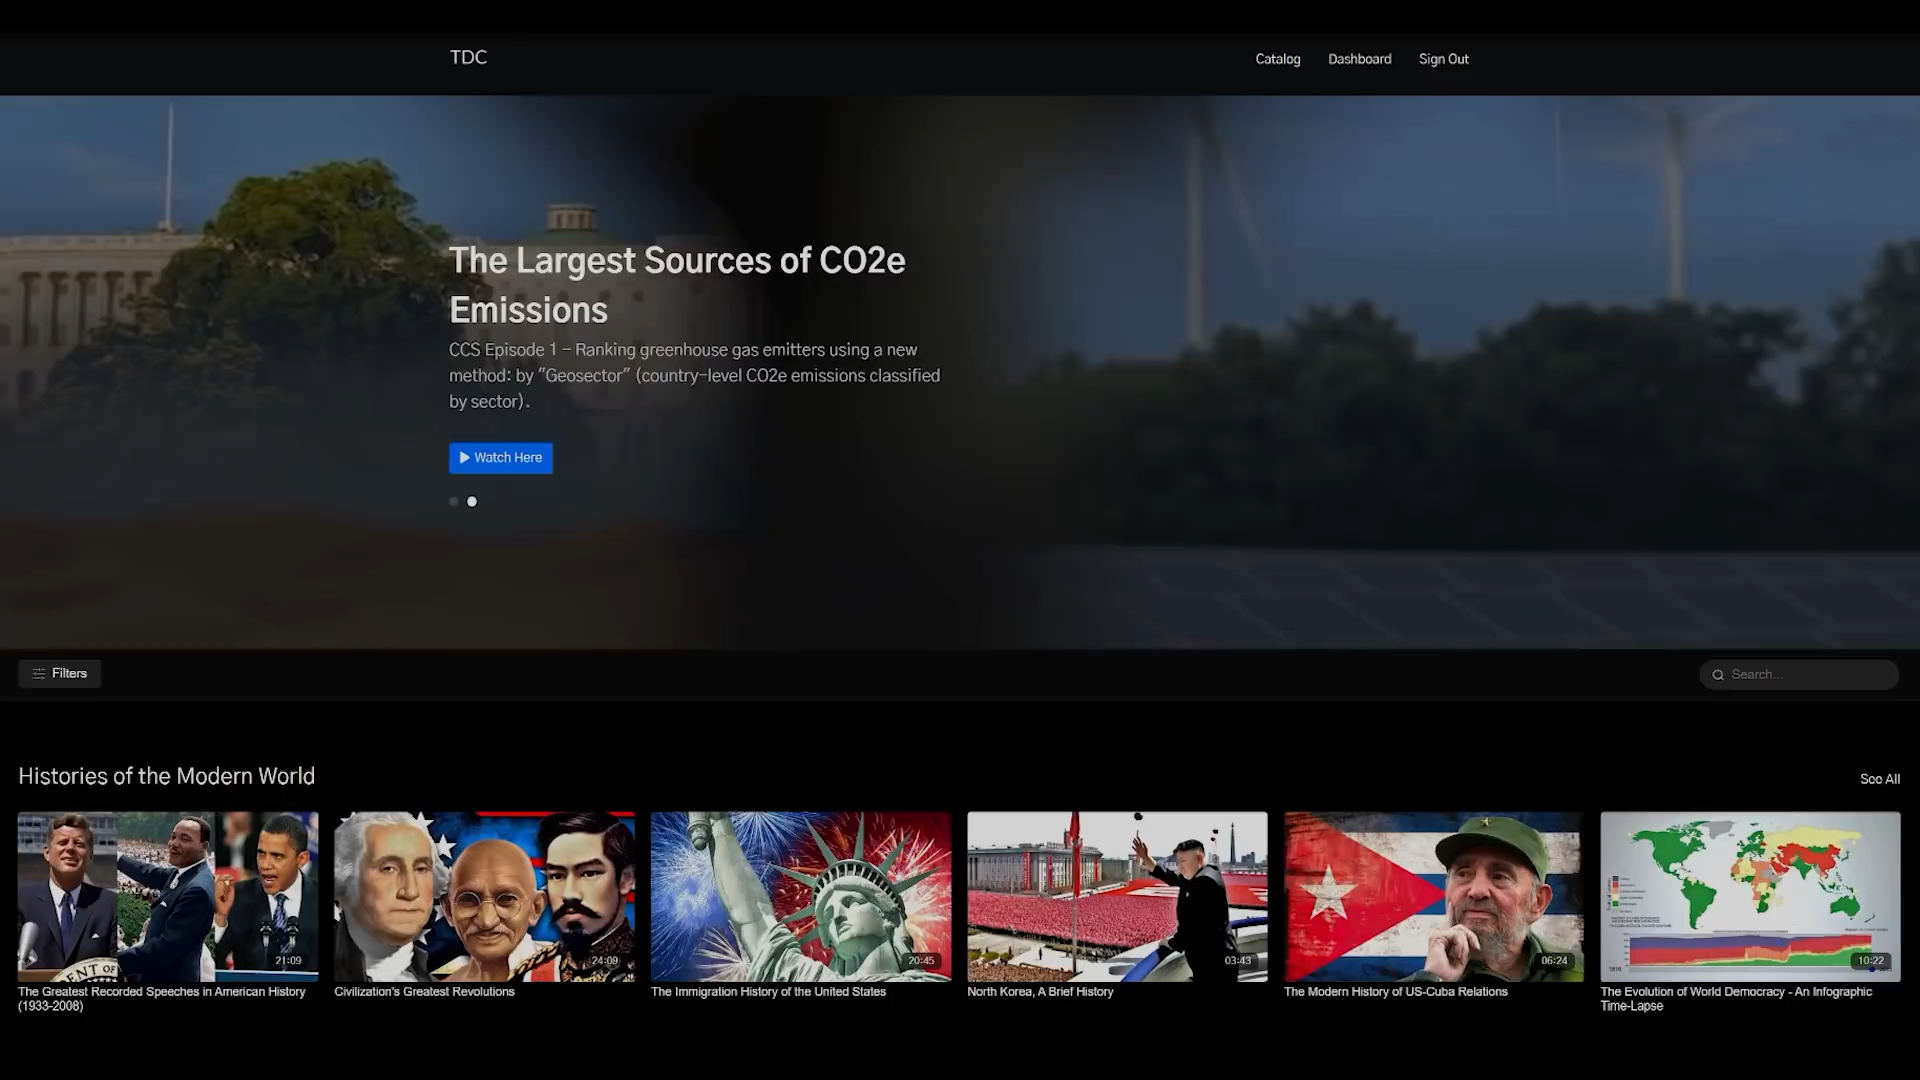 TDC
Catalog
Dashboard
Sign Out
The Largest Sources of CO2e
Emissions
CCS Episode 1 – Ranking greenhouse gas emitters using a new
method: by "Geosector" (country-level CO2e emissions classified
by sector).
Watch Here
Filters
Search...
Histories of the Modern World
See All
ENT OF
21:09
24:09
20:45
03:43
06:24
10:22
The Greatest Recorded Speeches in American History
(1933-2008)
Civilization's Greatest Revolutions
The Immigration History of the United States
North Korea, A Brief History
The Modern History of US-Cuba Relations
The Evolution of World Democracy - An Infographic
Time-Lapse